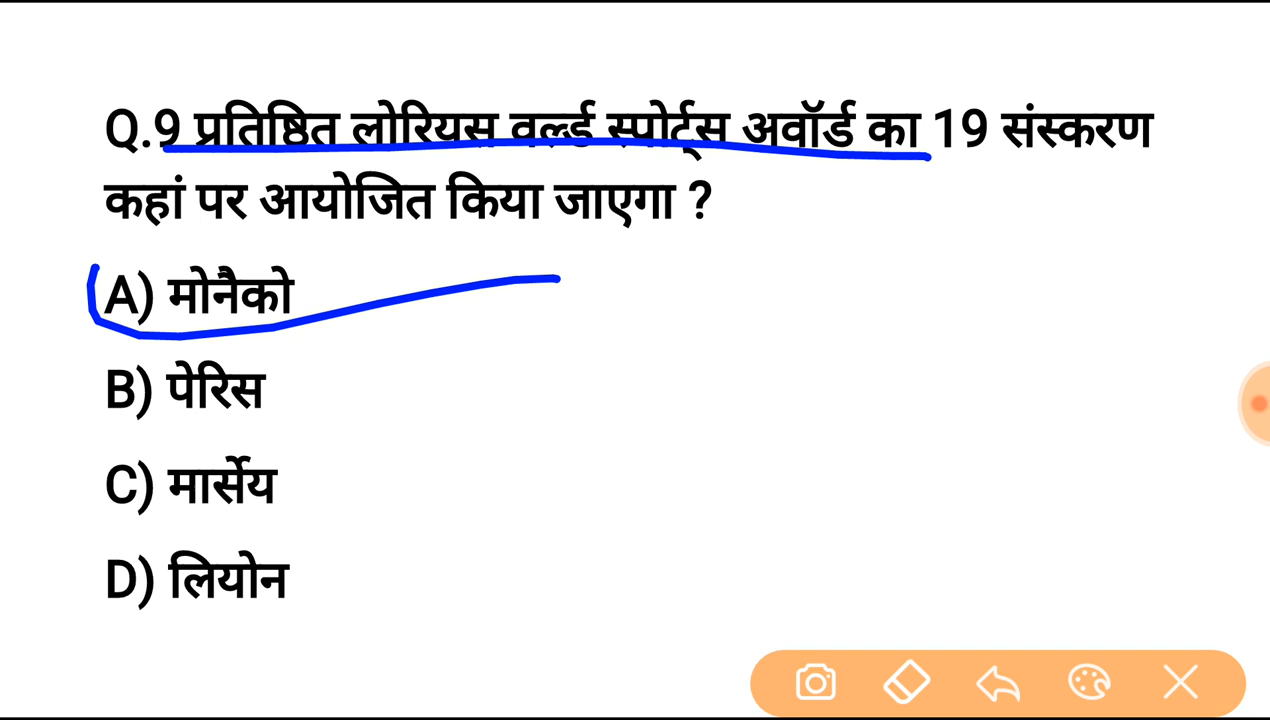 Q.9 प्रतिष्ठित लोरियस वर्ल्ड स्पोर्ट्स अवॉर्ड का 19 संस्करण
कहां पर आयोजित किया जाएगा ?
A) मोनैको
B) पेरिस
C) मार्सेय
D) लियोन